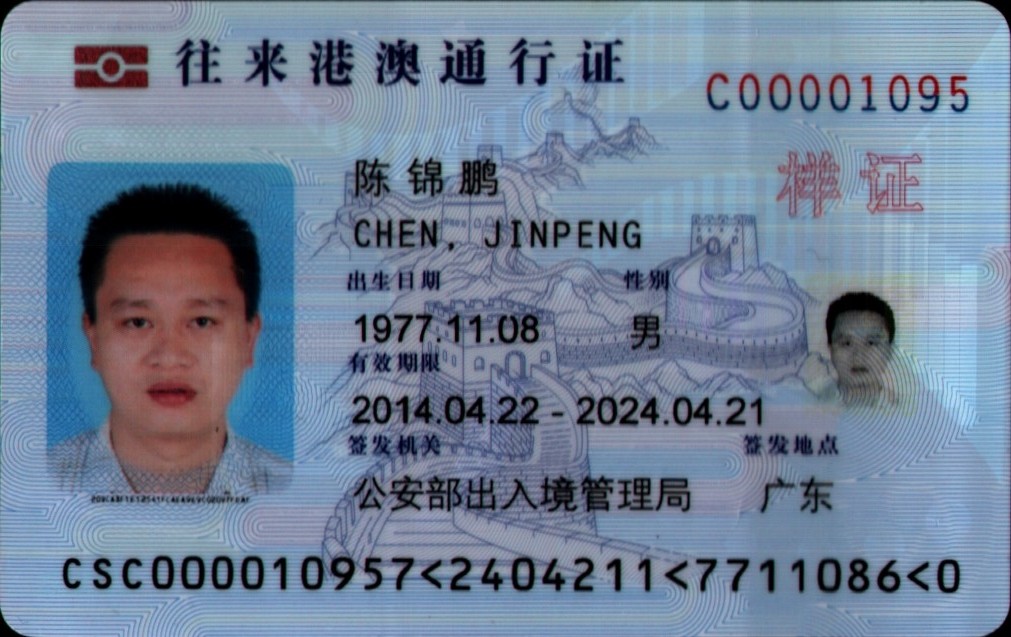 往来港澳通行证
C00001095
样证
陈锦鹏
CHEN, JINPENG
出生日期 性别
1977.11.08 男
有效期限
2014.04.22 - 2024.04.21
签发机关 签发地点
公安部出入境管理局 广东
CSC000010957<2404211<7711086<0